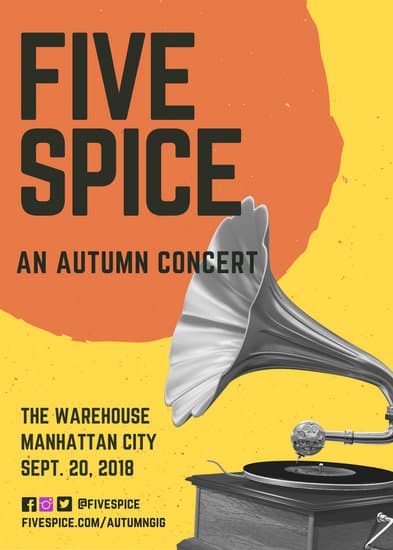 FIVE
SPICE
AN AUTUMN CONCERT
THE WAREHOUSE
MANHATTAN CITY
SEPT. 20, 2018
@FIVESPICE
FIVESPICE.COM/AUTUMNGIG